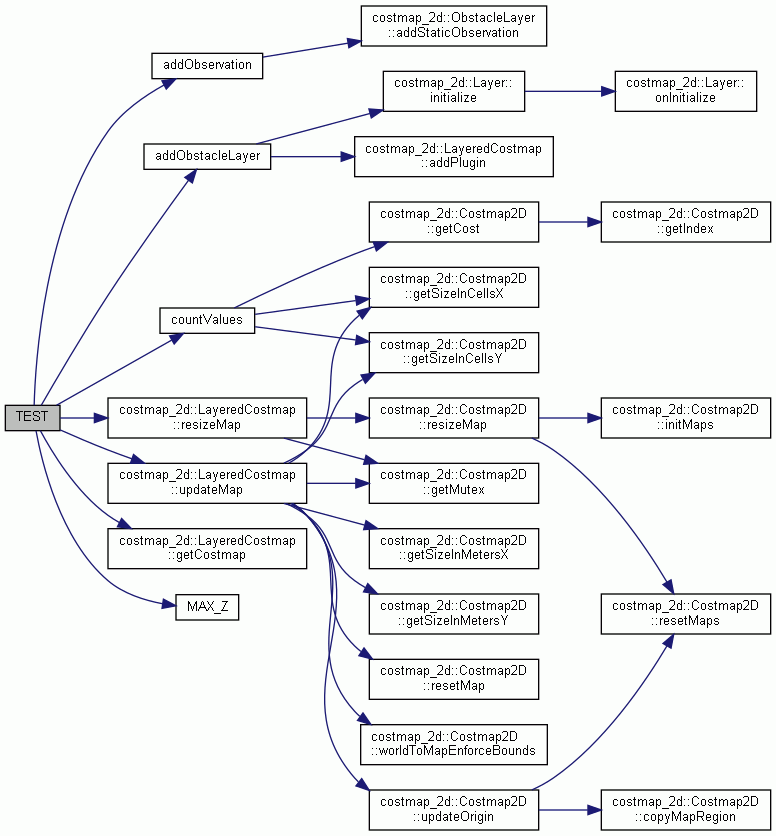 costmap_2d::ObstacleLayer
::addStaticObservation
addObservation
costmap_2d::Layer::
initialize
costmap_2d::Layer::
onInitialize
addObstacleLayer
costmap_2d::LayeredCostmap
::addPlugin
costmap_2d::Costmap2D
::getCost
costmap_2d::Costmap2D
::getIndex
costmap_2d::Costmap2D
::getSizeInCellsX
countValues
costmap_2d::Costmap2D
::getSizeInCellsY
TEST
costmap_2d::LayeredCostmap
::resizeMap
costmap_2d::Costmap2D
::resizeMap
costmap_2d::Costmap2D
::initMaps
costmap_2d::LayeredCostmap
::updateMap
costmap_2d::Costmap2D
::getMutex
costmap_2d::LayeredCostmap
::getCostmap
costmap_2d::Costmap2D
::getSizeInMetersX
MAX_Z
costmap_2d::Costmap2D
::getSizeInMetersY
costmap_2d::Costmap2D
::resetMaps
costmap_2d::Costmap2D
::resetMap
costmap_2d::Costmap2D
::worldToMapEnforceBounds
costmap_2d::Costmap2D
::updateOrigin
costmap_2d::Costmap2D
::copyMapRegion